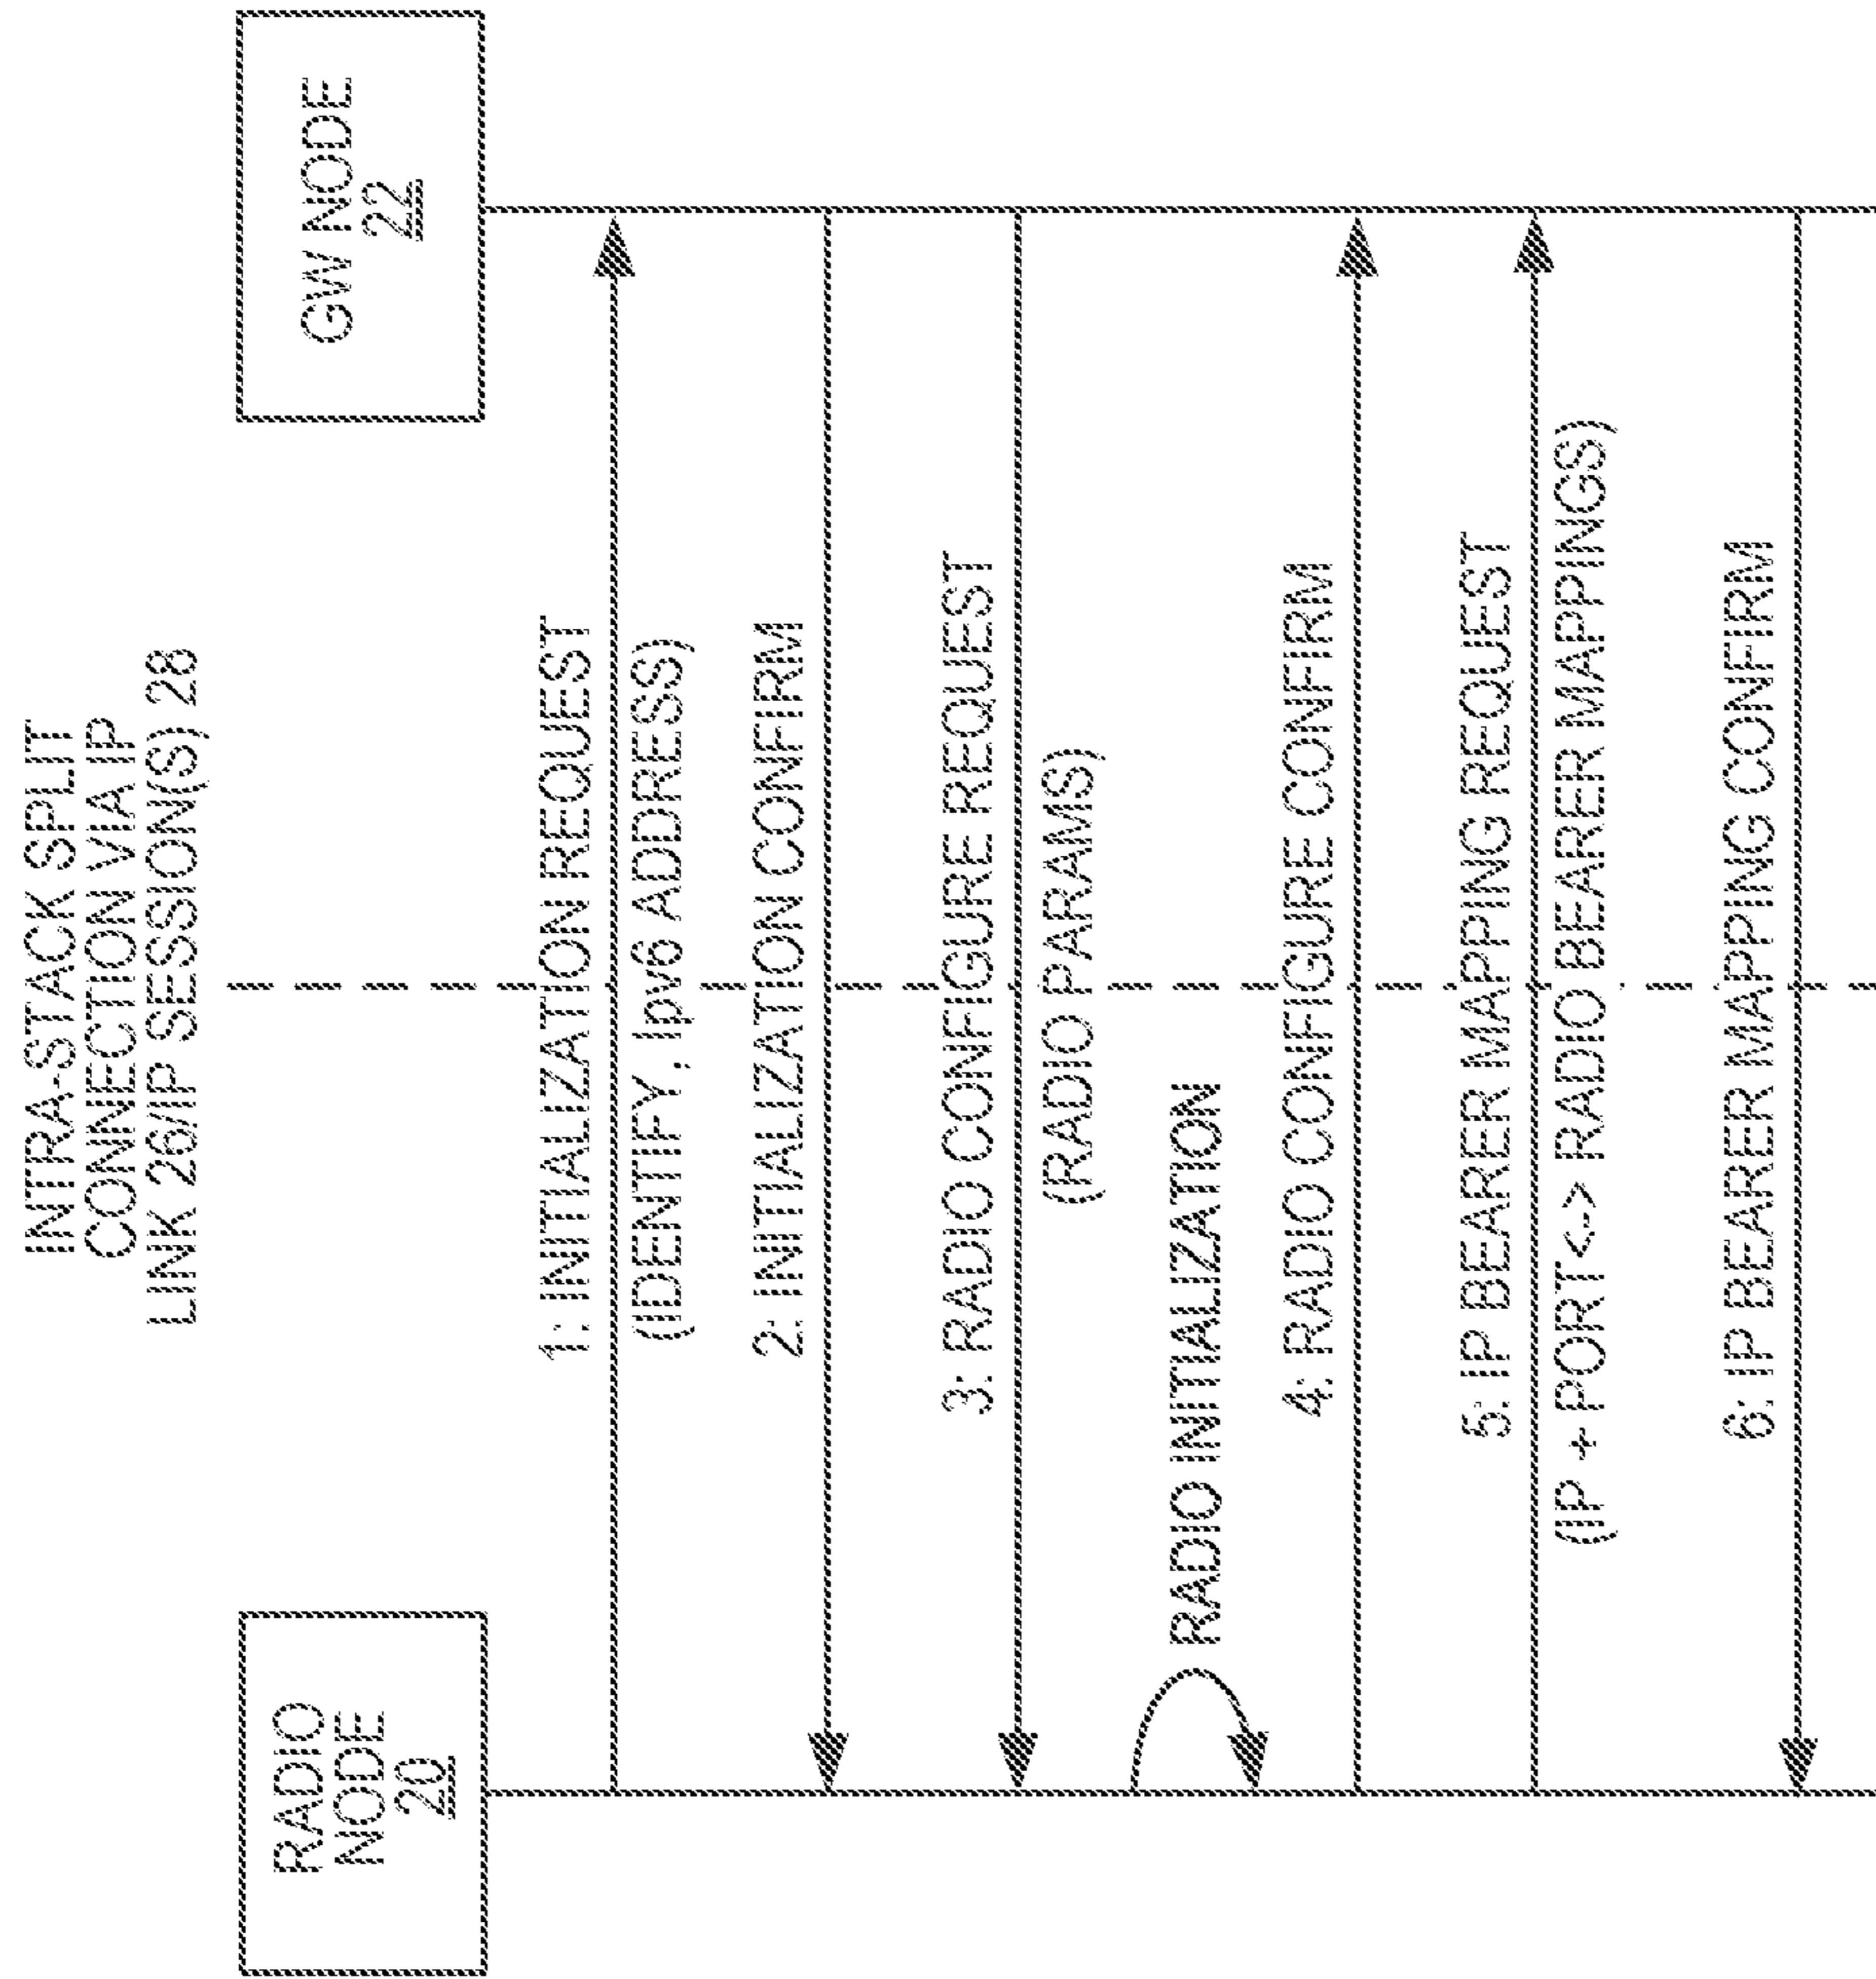 INTRA-STACK SPLIT
CONNECTION VIA IP
LINK 26/IP SESSION(S) 28
RADIO
NODE
20
GW NODE
22
1: INITIALIZATION REQUEST
(IDENTIFY, Ipv6 ADDRESS)
2: INITIALIZATION CONFIRM
3: RADIO CONFIGURE REQUEST
(RADIO PARAMS)
RADIO INITIALIZATION
4: RADIO CONFIGURE CONFIRM
5: IP BEARER MAPPING REQUEST
(IP + PORT <-> RADIO BEARER MAPPINGS)
6: IP BEARER MAPPING CONFIRM